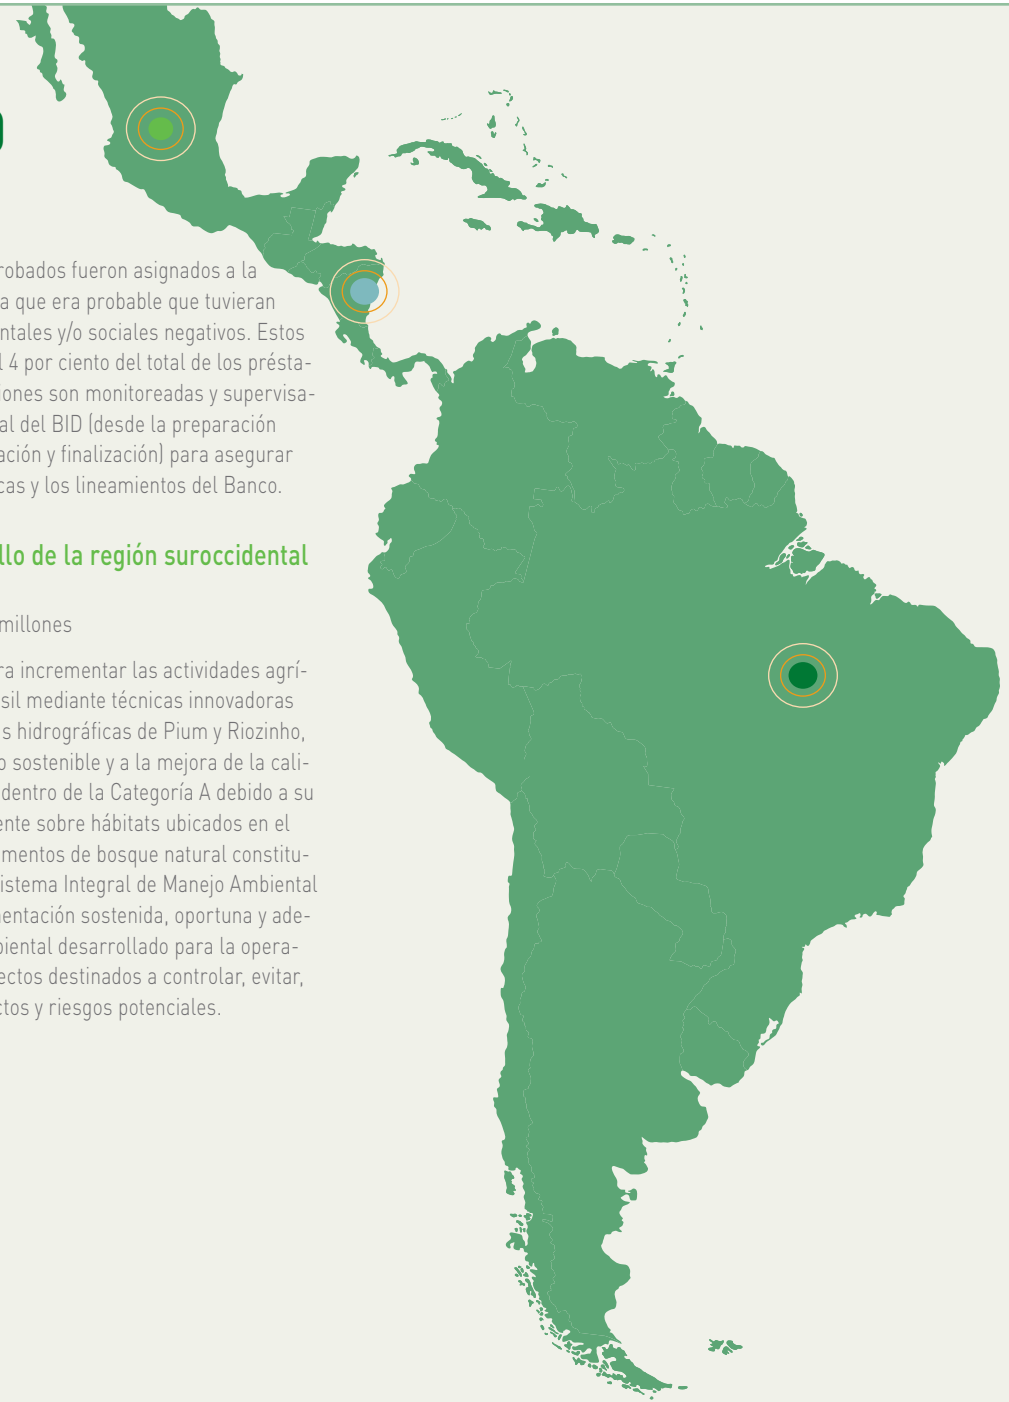 robados fueron asignados a la
a que era probable que tuvieran
ntales y/o sociales negativos. Estos
l 4 por ciento del total de los présta-
iones son monitoreadas y supervisa-
al del BID (desde la preparación
ación y finalización) para asegurar
cas y los lineamientos del Banco.
llo de la región suroccidental
millones
ra incrementar las actividades agrí-
sil mediante técnicas innovadoras
s hidrográficas de Pium y Riozinho,
o sostenible y a la mejora de la cali-
dentro de la Categoría A debido a su
ente sobre hábitats ubicados en el
mentos de bosque natural constitu-
Sistema Integral de Manejo Ambiental
nentación sostenida, oportuna y ade-
biental desarrollado para la opera-
ectos destinados a controlar, evitar,
ctos y riesgos potenciales.